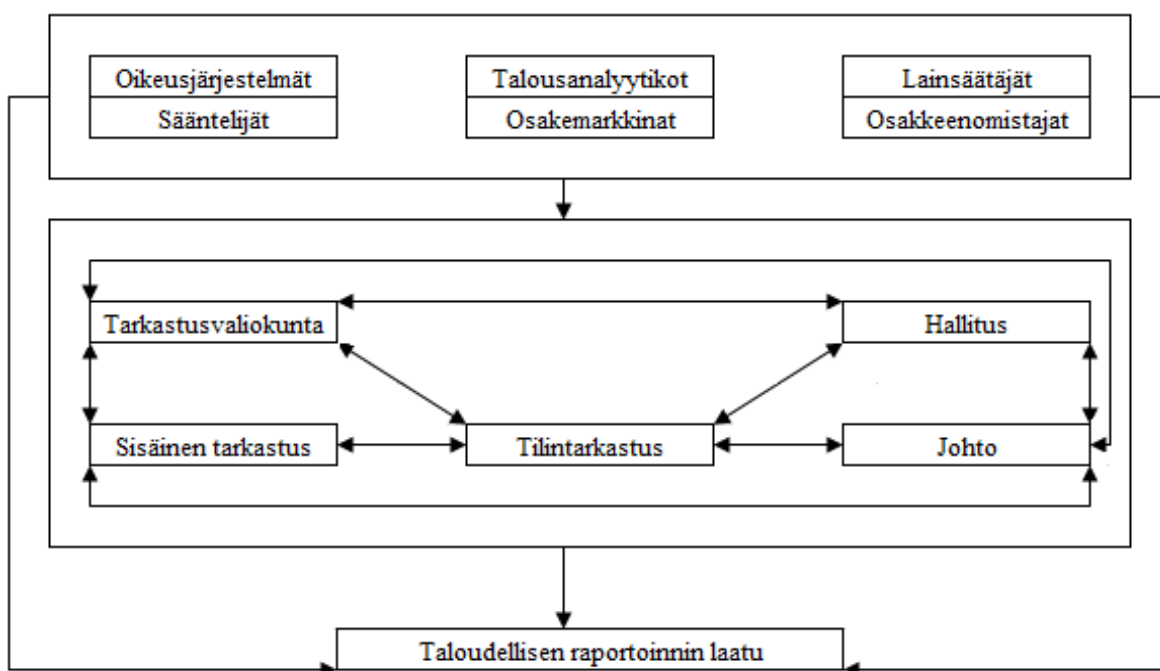 Oikeusjärjestelmät
Sääntelijät
Talousanalyytikot
Osakemarkkinat
Lainsäätäjät
Osakkeenomistajat
Tarkastusvaliokunta
Hallitus
Sisäinen tarkastus
Tilintarkastus
Johto
Taloudellisen raportoinnin laatu